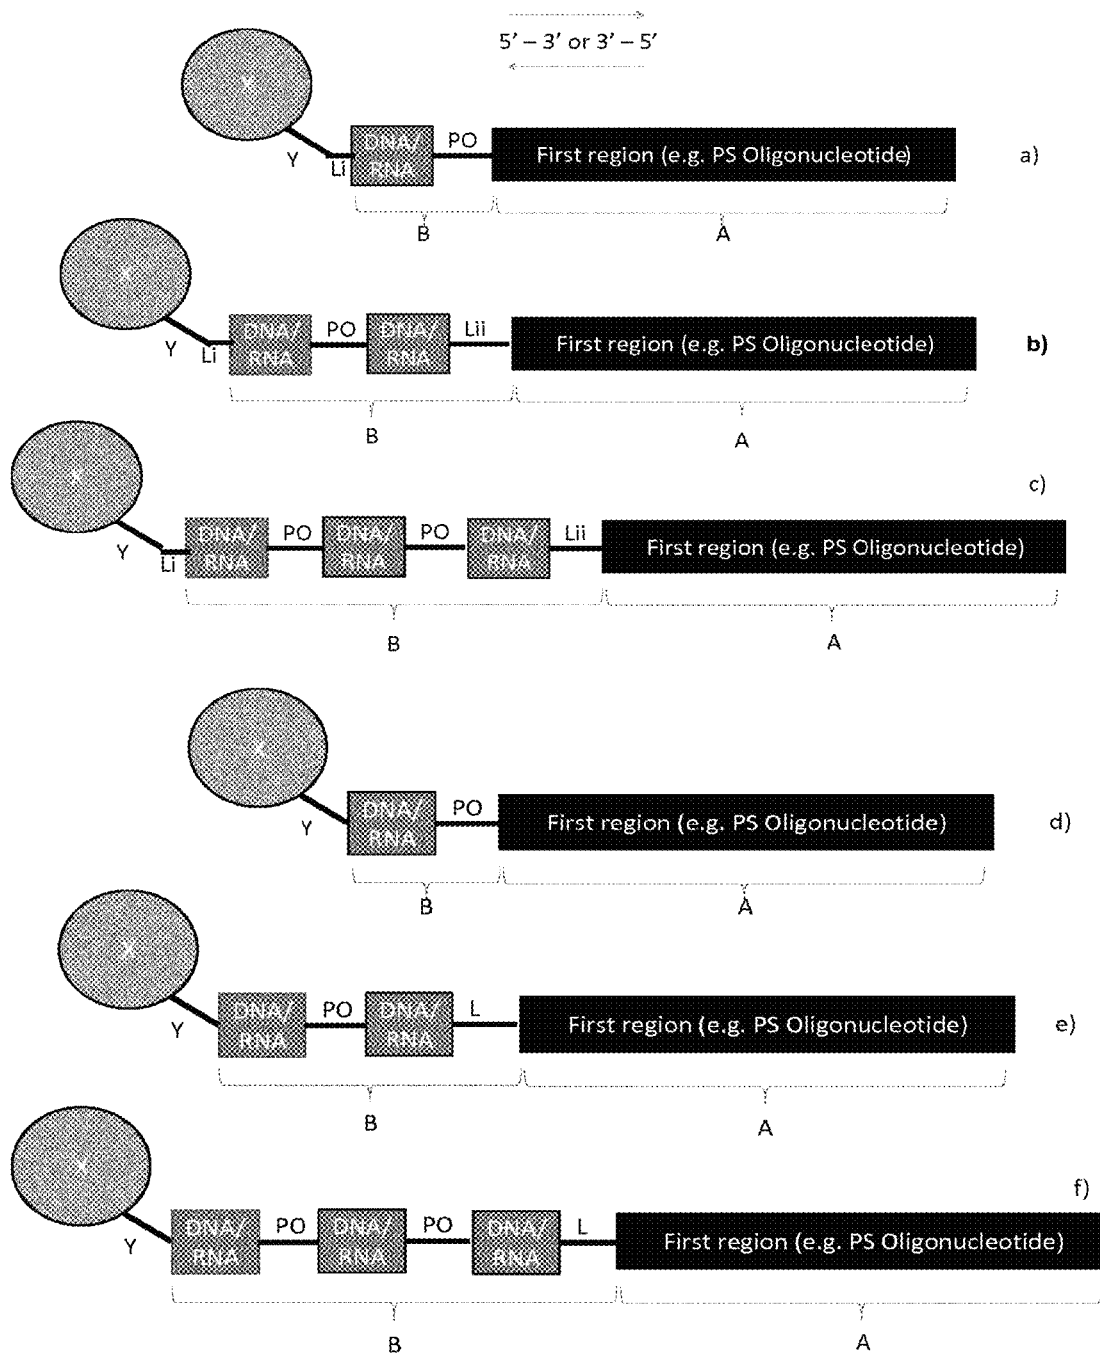 5' – 3' or 3' – 5'
X
Y
Li
DNA/
RNA
PO
First region (e.g. PS Oligonucleotide)
a)
B
A
X
Y
Li
DNA/
RNA
PO
DNA/
RNA
Lii
First region (e.g. PS Oligonucleotide)
b)
B
A
c)
X
Y
Li
DNA/
RNA
PO
DNA/
RNA
PO
DNA/
RNA
Lii
First region (e.g. PS Oligonucleotide)
B
A
X
Y
DNA/
RNA
PO
First region (e.g. PS Oligonucleotide)
d)
B
A
X
Y
DNA/
RNA
PO
DNA/
RNA
L
First region (e.g. PS Oligonucleotide)
e)
B
A
f)
X
Y
DNA/
RNA
PO
DNA/
RNA
PO
DNA/
RNA
L
First region (e.g. PS Oligonucleotide)
B
A